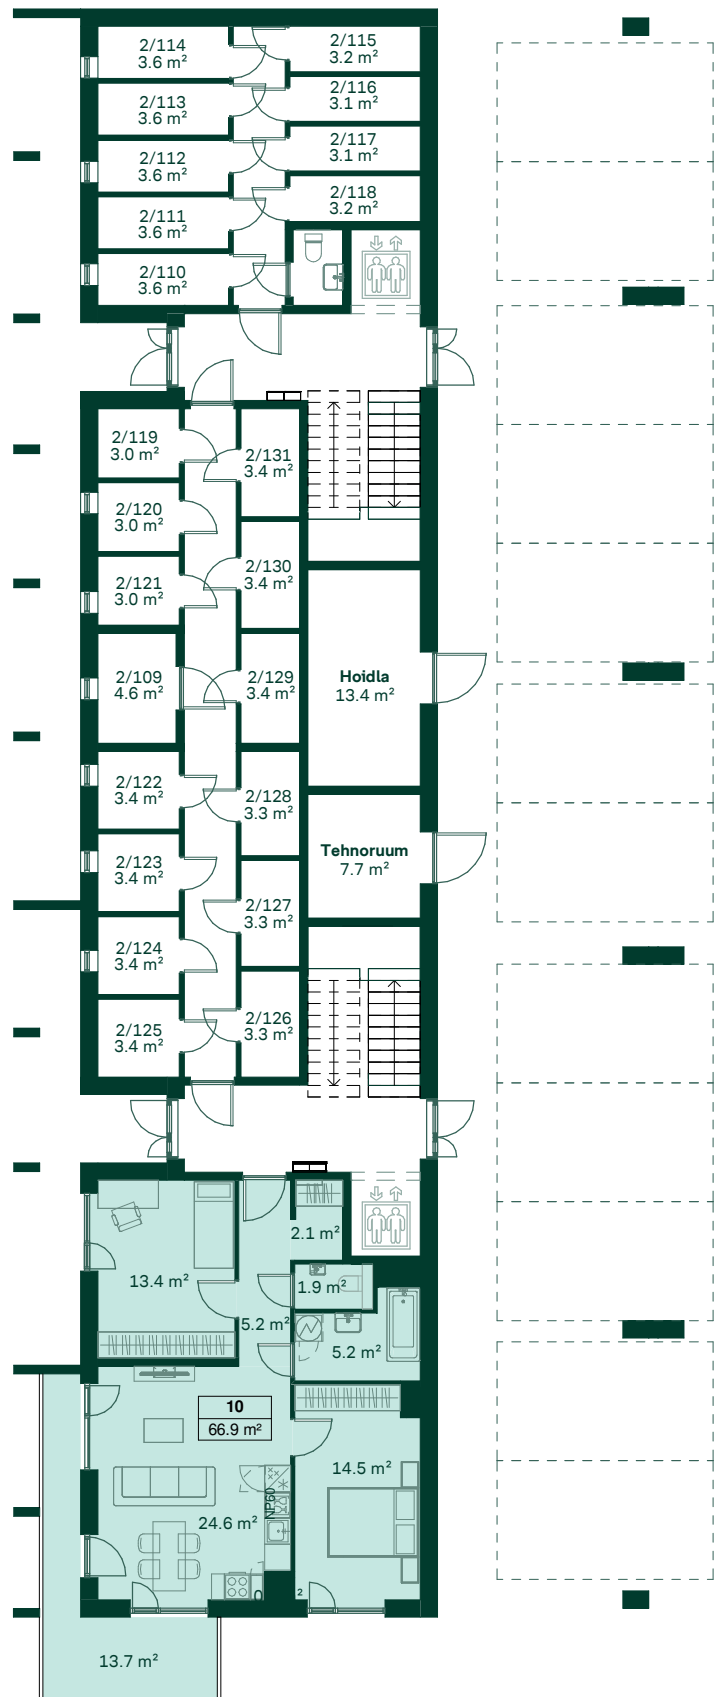 2/114
3.6 m²
2/115
3.2 m²
2/113
3.6 m²
2/116
3.1 m²
2/112
3.6 m²
2/117
3.1 m²
2/111
3.6 m²
2/118
3.2 m²
2/110
3.6 m²
2/119
3.0 m²
2/131
3.4 m²
2/120
3.0 m²
2/130
3.4 m²
2/121
3.0 m²
2/109
4.6 m²
2/129
3.4 m²
Hoidla
13.4 m²
2/122
3.4 m²
2/128
3.3 m²
2/123
3.4 m²
Tehnoruum
7.7 m²
2/127
3.3 m²
2/124
3.4 m²
2/125
3.4 m²
2/126
3.3 m²
2.1 m²
13.4 m²
1.9 m²
5.2 m²
5.2 m²
10
66.9 m²
14.5 m²
NP60
24.6 m²
0
²
13.7 m²